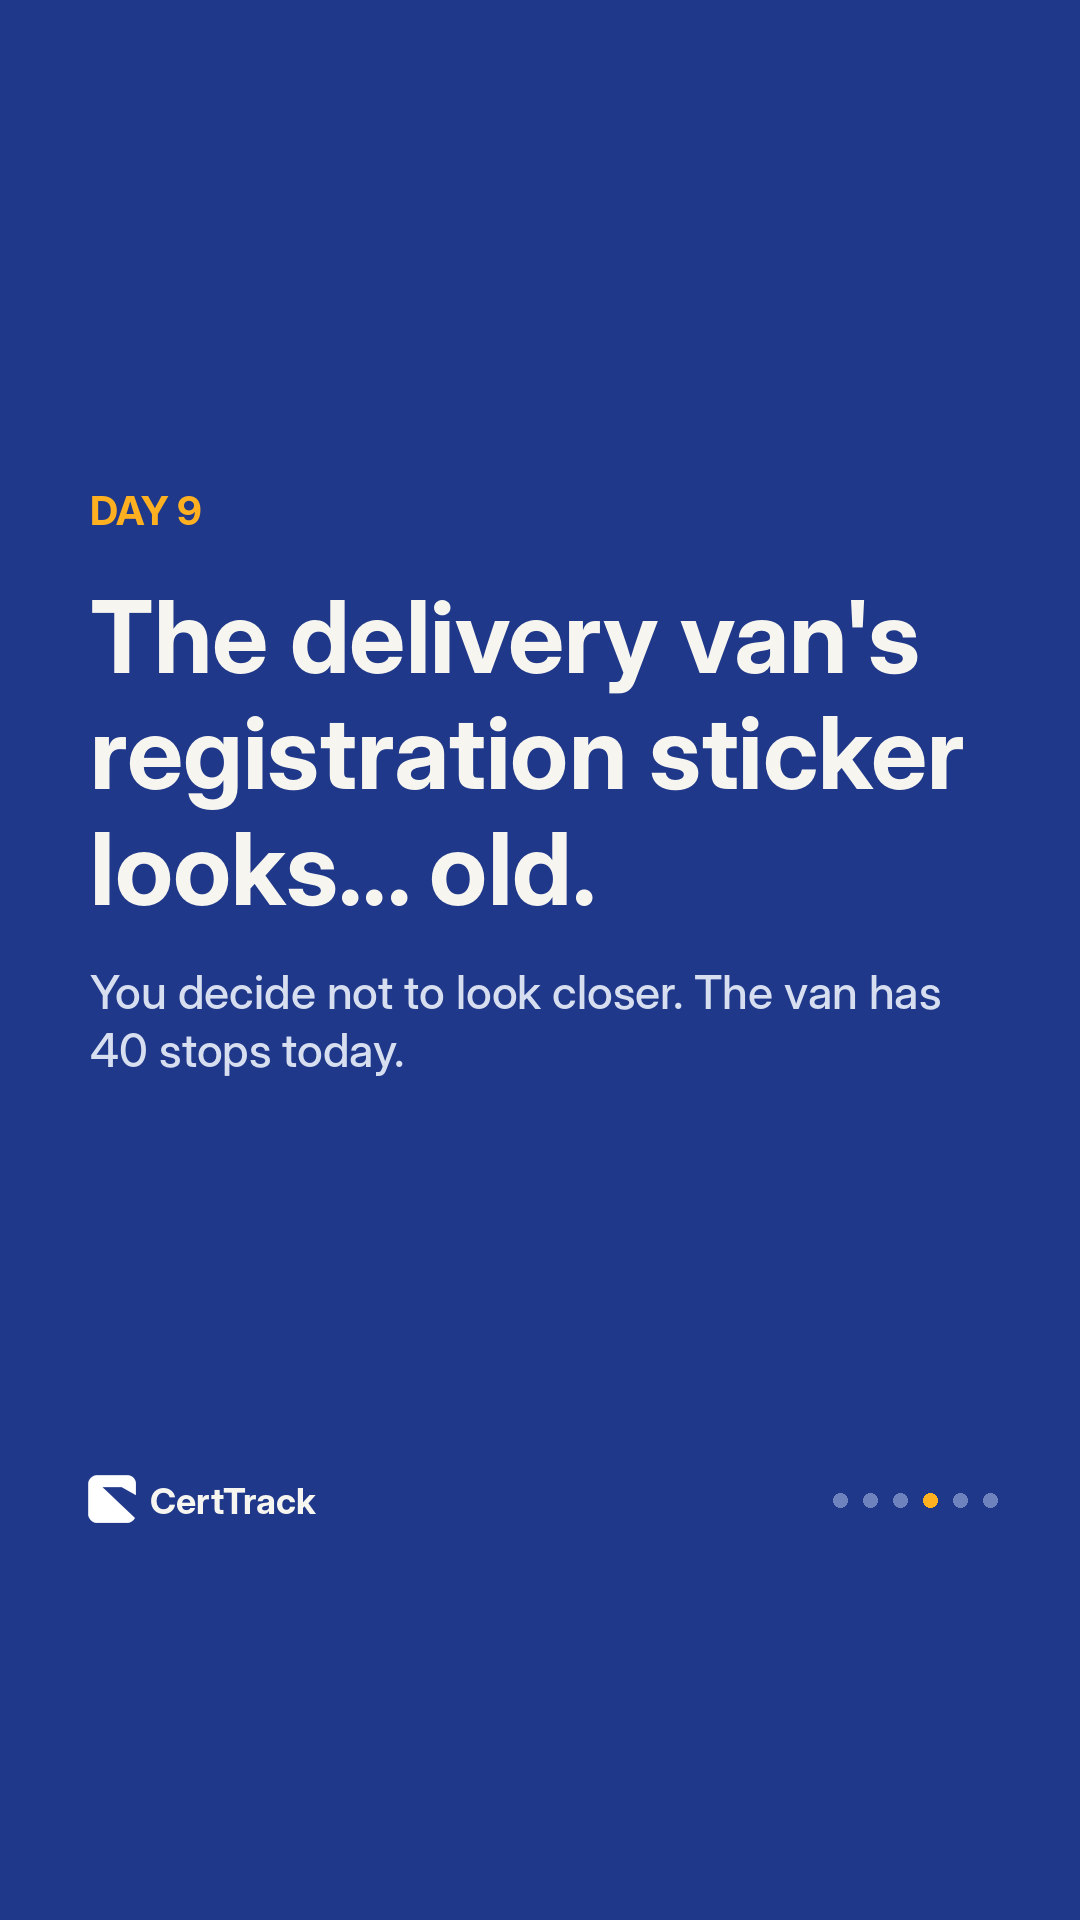 DAY 9
The delivery van's
registration sticker
looks... old.
You decide not to look closer. The van has
40 stops today.
CertTrack